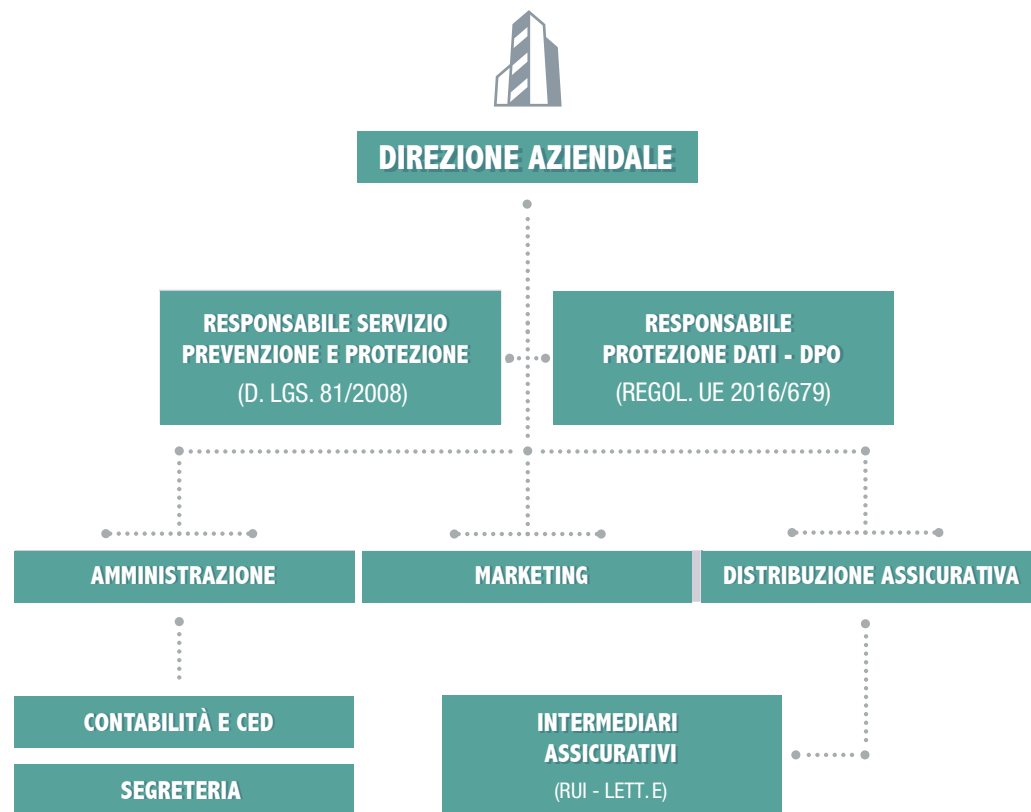 DIREZIONE AZIENDALE
RESPONSABILE SERVIZIO
PREVENZIONE E PROTEZIONE
(D. LGS. 81/2008)
RESPONSABILE
PROTEZIONE DATI - DPO
(REGOL. UE 2016/679)
AMMINISTRAZIONE
MARKETING
DISTRIBUZIONE ASSICURATIVA
CONTABILITÀ E CED
SEGRETERIA
INTERMEDIARI
ASSICURATIVI
(RUI - LETT. E)